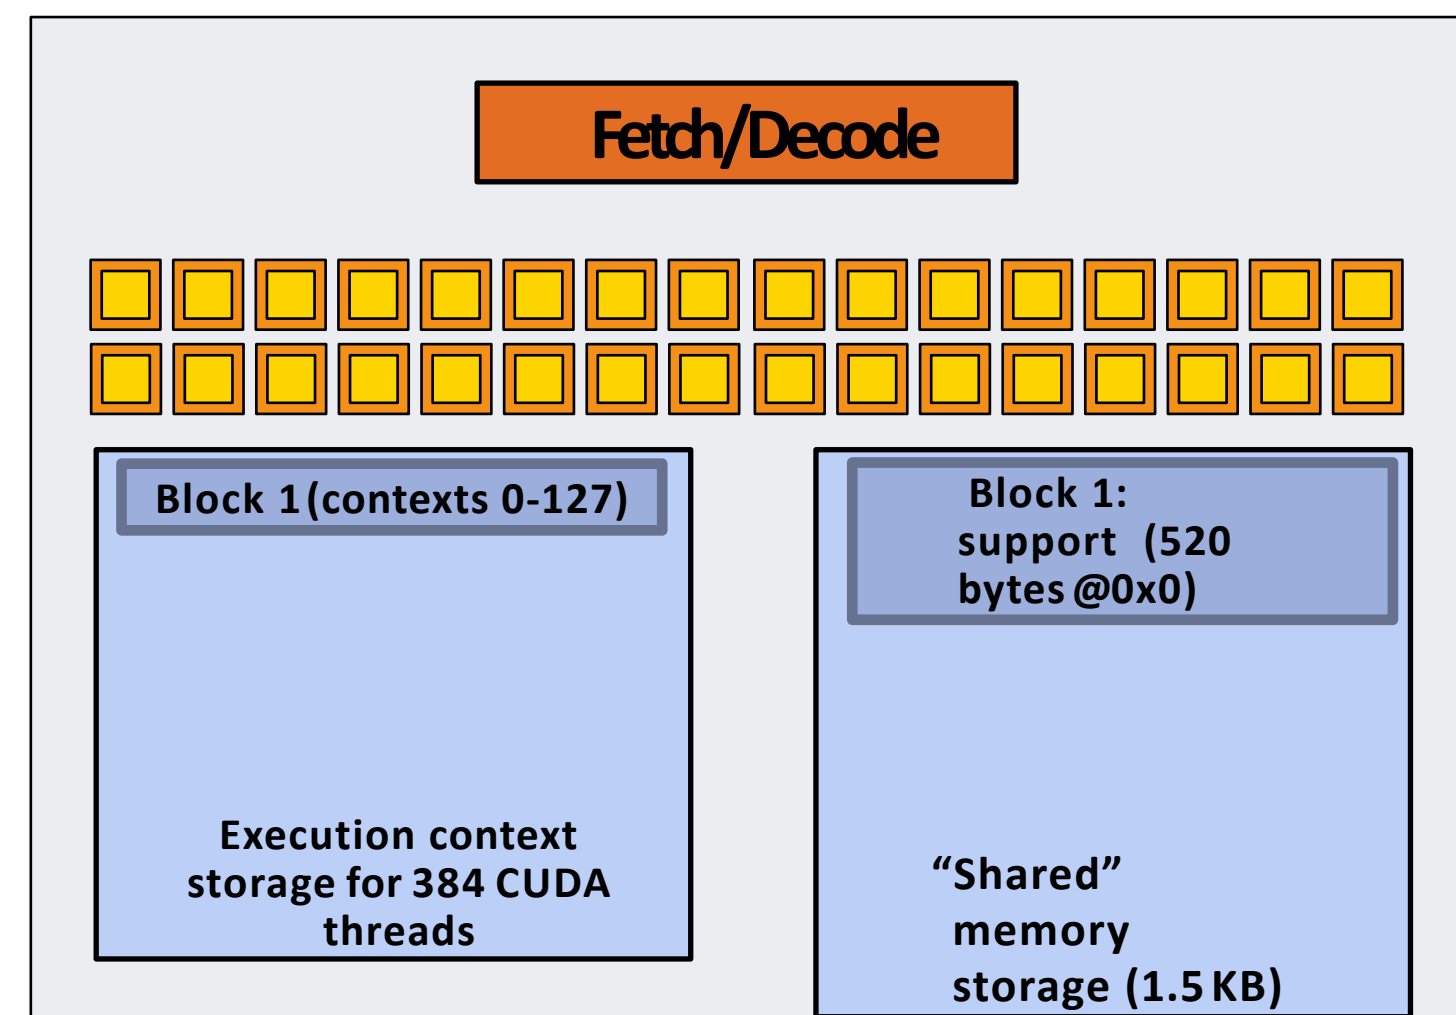 Fetch/Decode
Block 1 (contexts 0-127)
Execution context
storage for 384 CUDA
threads
Block 1:
support (520
bytes @0x0)
“Shared”
memory
storage (1.5 KB)